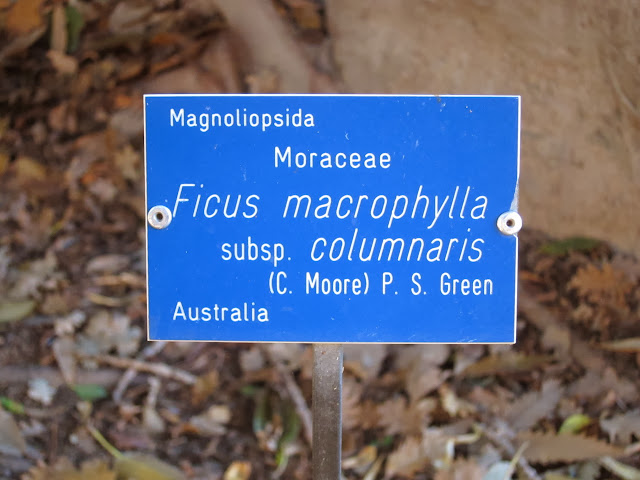 Magnoliopsida
Moraceae
Ficus macrophylla
subsp. columnaris
(C. Moore) P. S. Green
Australia